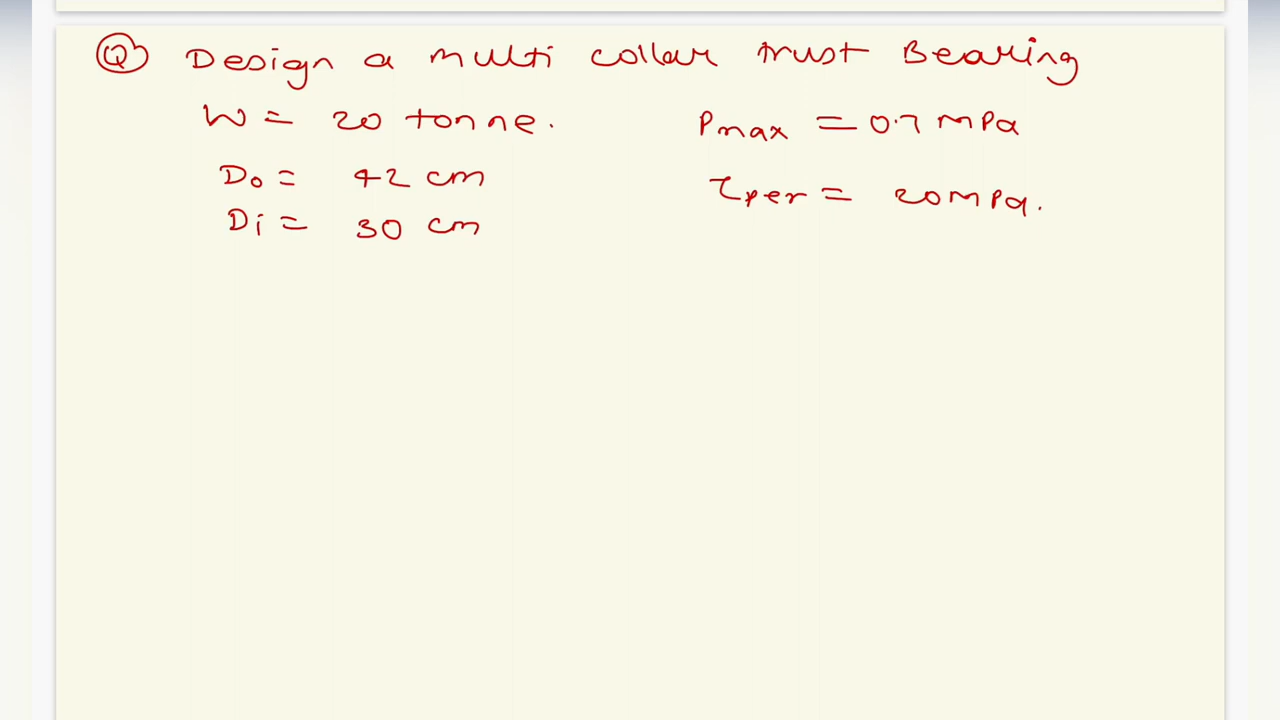 Q Design a multi collar trust Bearing
W = 20 tonne. Pmax = 0.7 MPa
Do = 42 cm τper = 20 MPa.
Di = 30 cm